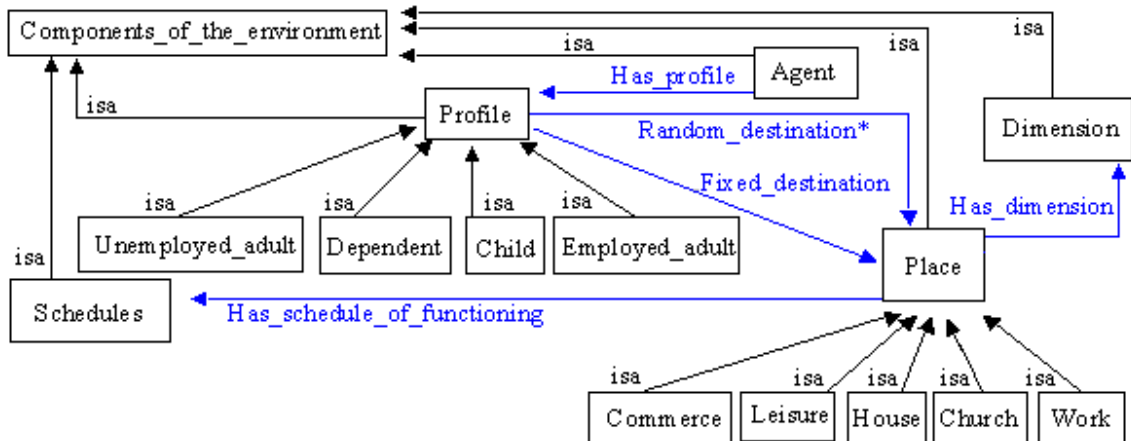 Components_of_the_environment
isa
isa
isa
isa
Has_profile
Agent
isa
Profile
Random_destination*
Dimension
Fixed_destination
isa
isa
isa
isa
Has_dimension
Unemployed_adult
Dependent
Child
Employed_adult
Place
isa
Schedules
Has_schedule_of_functioning
isa
isa
isa
isa
isa
Commerce
Leisure
House
Church
Work